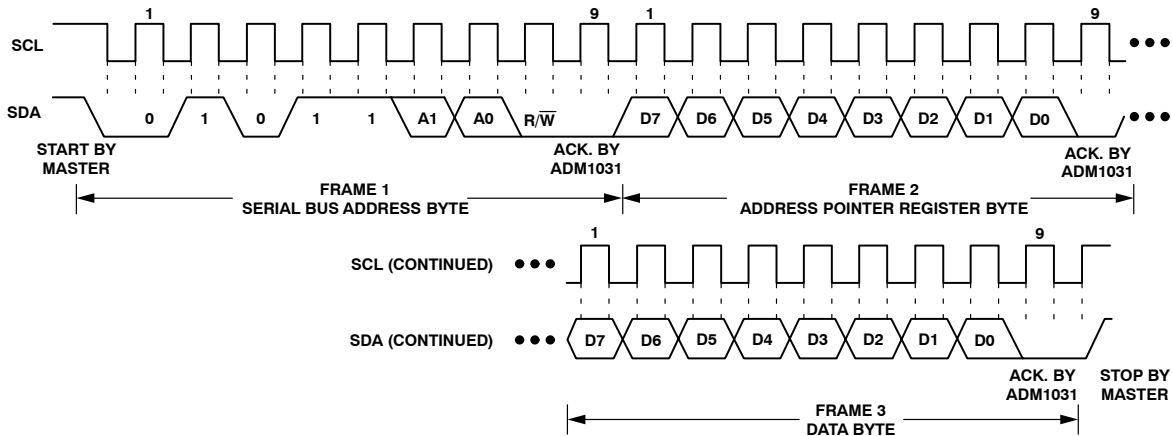 1 9 1 9
SCL
SDA 0 1 0 1 1 A1 A0 R/W̅ D7 D6 D5 D4 D3 D2 D1 D0
START BY
MASTER
ACK. BY
ADM1031
ACK. BY
ADM1031
FRAME 1
SERIAL BUS ADDRESS BYTE
FRAME 2
ADDRESS POINTER REGISTER BYTE
1 9
SCL (CONTINUED)
SDA (CONTINUED) D7 D6 D5 D4 D3 D2 D1 D0
ACK. BY
ADM1031
STOP BY
MASTER
FRAME 3
DATA BYTE